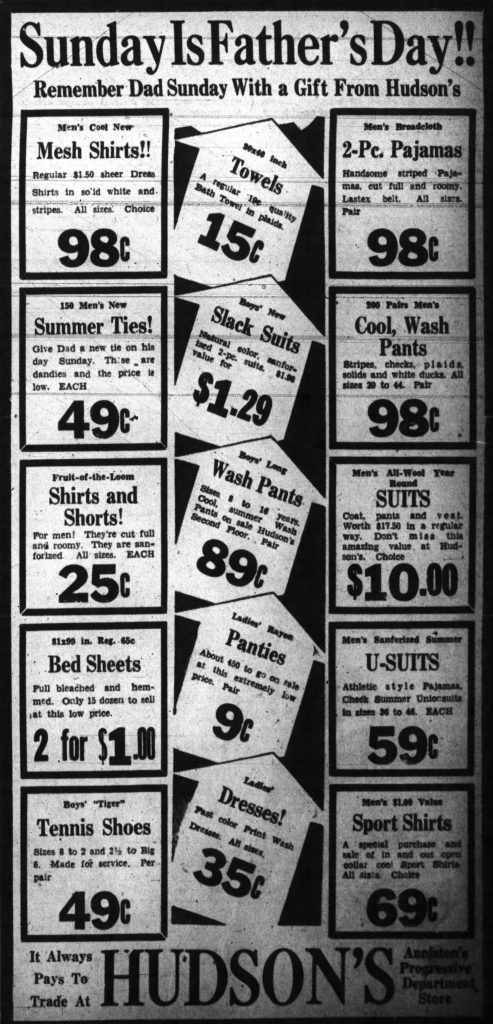 Sunday Is Father's Day!!
Remember Dad Sunday With a Gift From Hudson's
Men's Cool New
Mesh Shirts!!
Regular $1.50 sheer Dress
Shirts in solid white and
stripes. All sizes. Choice
98c
20x40 inch
Towels
A regular 19c quality
Bath Towel in plaids.
15c
Men's Broadcloth
2-Pc. Pajamas
Handsome striped Paja-
mas, cut full and roomy.
Lastex belt. All sizes.
Pair
98c
150 Men's New
Summer Ties!
Give Dad a new tie on his
day Sunday. These are
dandies and the price is
low. EACH
49c
Boys' New
Slack Suits
Natural color, sanfor-
ized 2-pc. suits. $1.98
value for
$1.29
200 Pairs Men's
Cool, Wash
Pants
Stripes, checks, plaids,
solids and white ducks. All
sizes 29 to 44. Pair
98c
Fruit-of-the-Loom
Shirts and
Shorts!
For men! They're cut full
and roomy. They are san-
forized. All sizes. EACH
25c
Boys' Long
Wash Pants
Sizes 8 to 16 years.
Cool, summer Wash
Pants on sale Hudson's
Second Floor. Pair
89c
Men's All-Wool Year
Round
SUITS
Coat, pants and vest.
Worth $17.50 in a regular
way. Don't miss this
amazing value at Hud-
son's. Choice
$10.00
81x99 in. Reg. 65c
Bed Sheets
Full bleached and hem-
med. Only 15 dozen to sell
at this low price.
2 for $1.00
Ladies' Rayon
Panties
About 450 to go on sale
at this extremely low
price. Pair
9c
Men's Sanforized Summer
U-SUITS
Athletic style Pajamas,
Check Summer Unionsuits
in sizes 36 to 46. EACH
59c
Boys' "Tiger"
Tennis Shoes
Sizes 8 to 2 and 2½ to Big
6. Made for service. Per
pair
49c
Ladies'
Dresses!
Fast color Print Wash
Dresses. All sizes.
35c
Men's $1.00 Value
Sport Shirts
A special purchase and
sale of in and out open
collar cool Sport Shirts.
All sizes. Choice
69c
It Always
Pays To
Trade At
HUDSON'S
Anniston's
Progressive
Department
Store